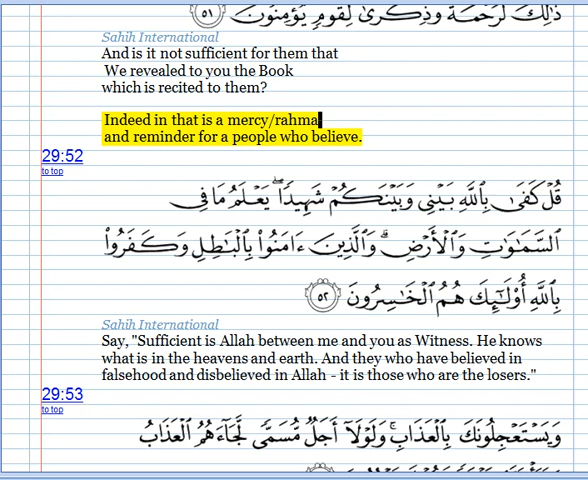 ذَٰلِكَ لَرَحْمَةً وَذِكْرَىٰ لِقَوْمٍ يُؤْمِنُونَ ٥١
Sahih International
And is it not sufficient for them that
We revealed to you the Book
which is recited to them?
Indeed in that is a mercy/rahma
and reminder for a people who believe.
29:52
to top
قُلْ كَفَىٰ بِٱللَّهِ بَيْنِى وَبَيْنَكُمْ شَهِيدًا ۖ يَعْلَمُ مَا فِى
ٱلسَّمَٰوَٰتِ وَٱلْأَرْضِ ۗ وَٱلَّذِينَ ءَامَنُوا۟ بِٱلْبَٰطِلِ وَكَفَرُوا۟
بِٱللَّهِ أُو۟لَٰٓئِكَ هُمُ ٱلْخَٰسِرُونَ ٥٢
Sahih International
Say, "Sufficient is Allah between me and you as Witness. He knows
what is in the heavens and earth. And they who have believed in
falsehood and disbelieved in Allah - it is those who are the losers."
29:53
to top
وَيَسْتَعْجِلُونَكَ بِٱلْعَذَابِ ۚ وَلَوْلَآ أَجَلٌ مُّسَمًّى لَّجَآءَهُمُ ٱلْعَذَابُ